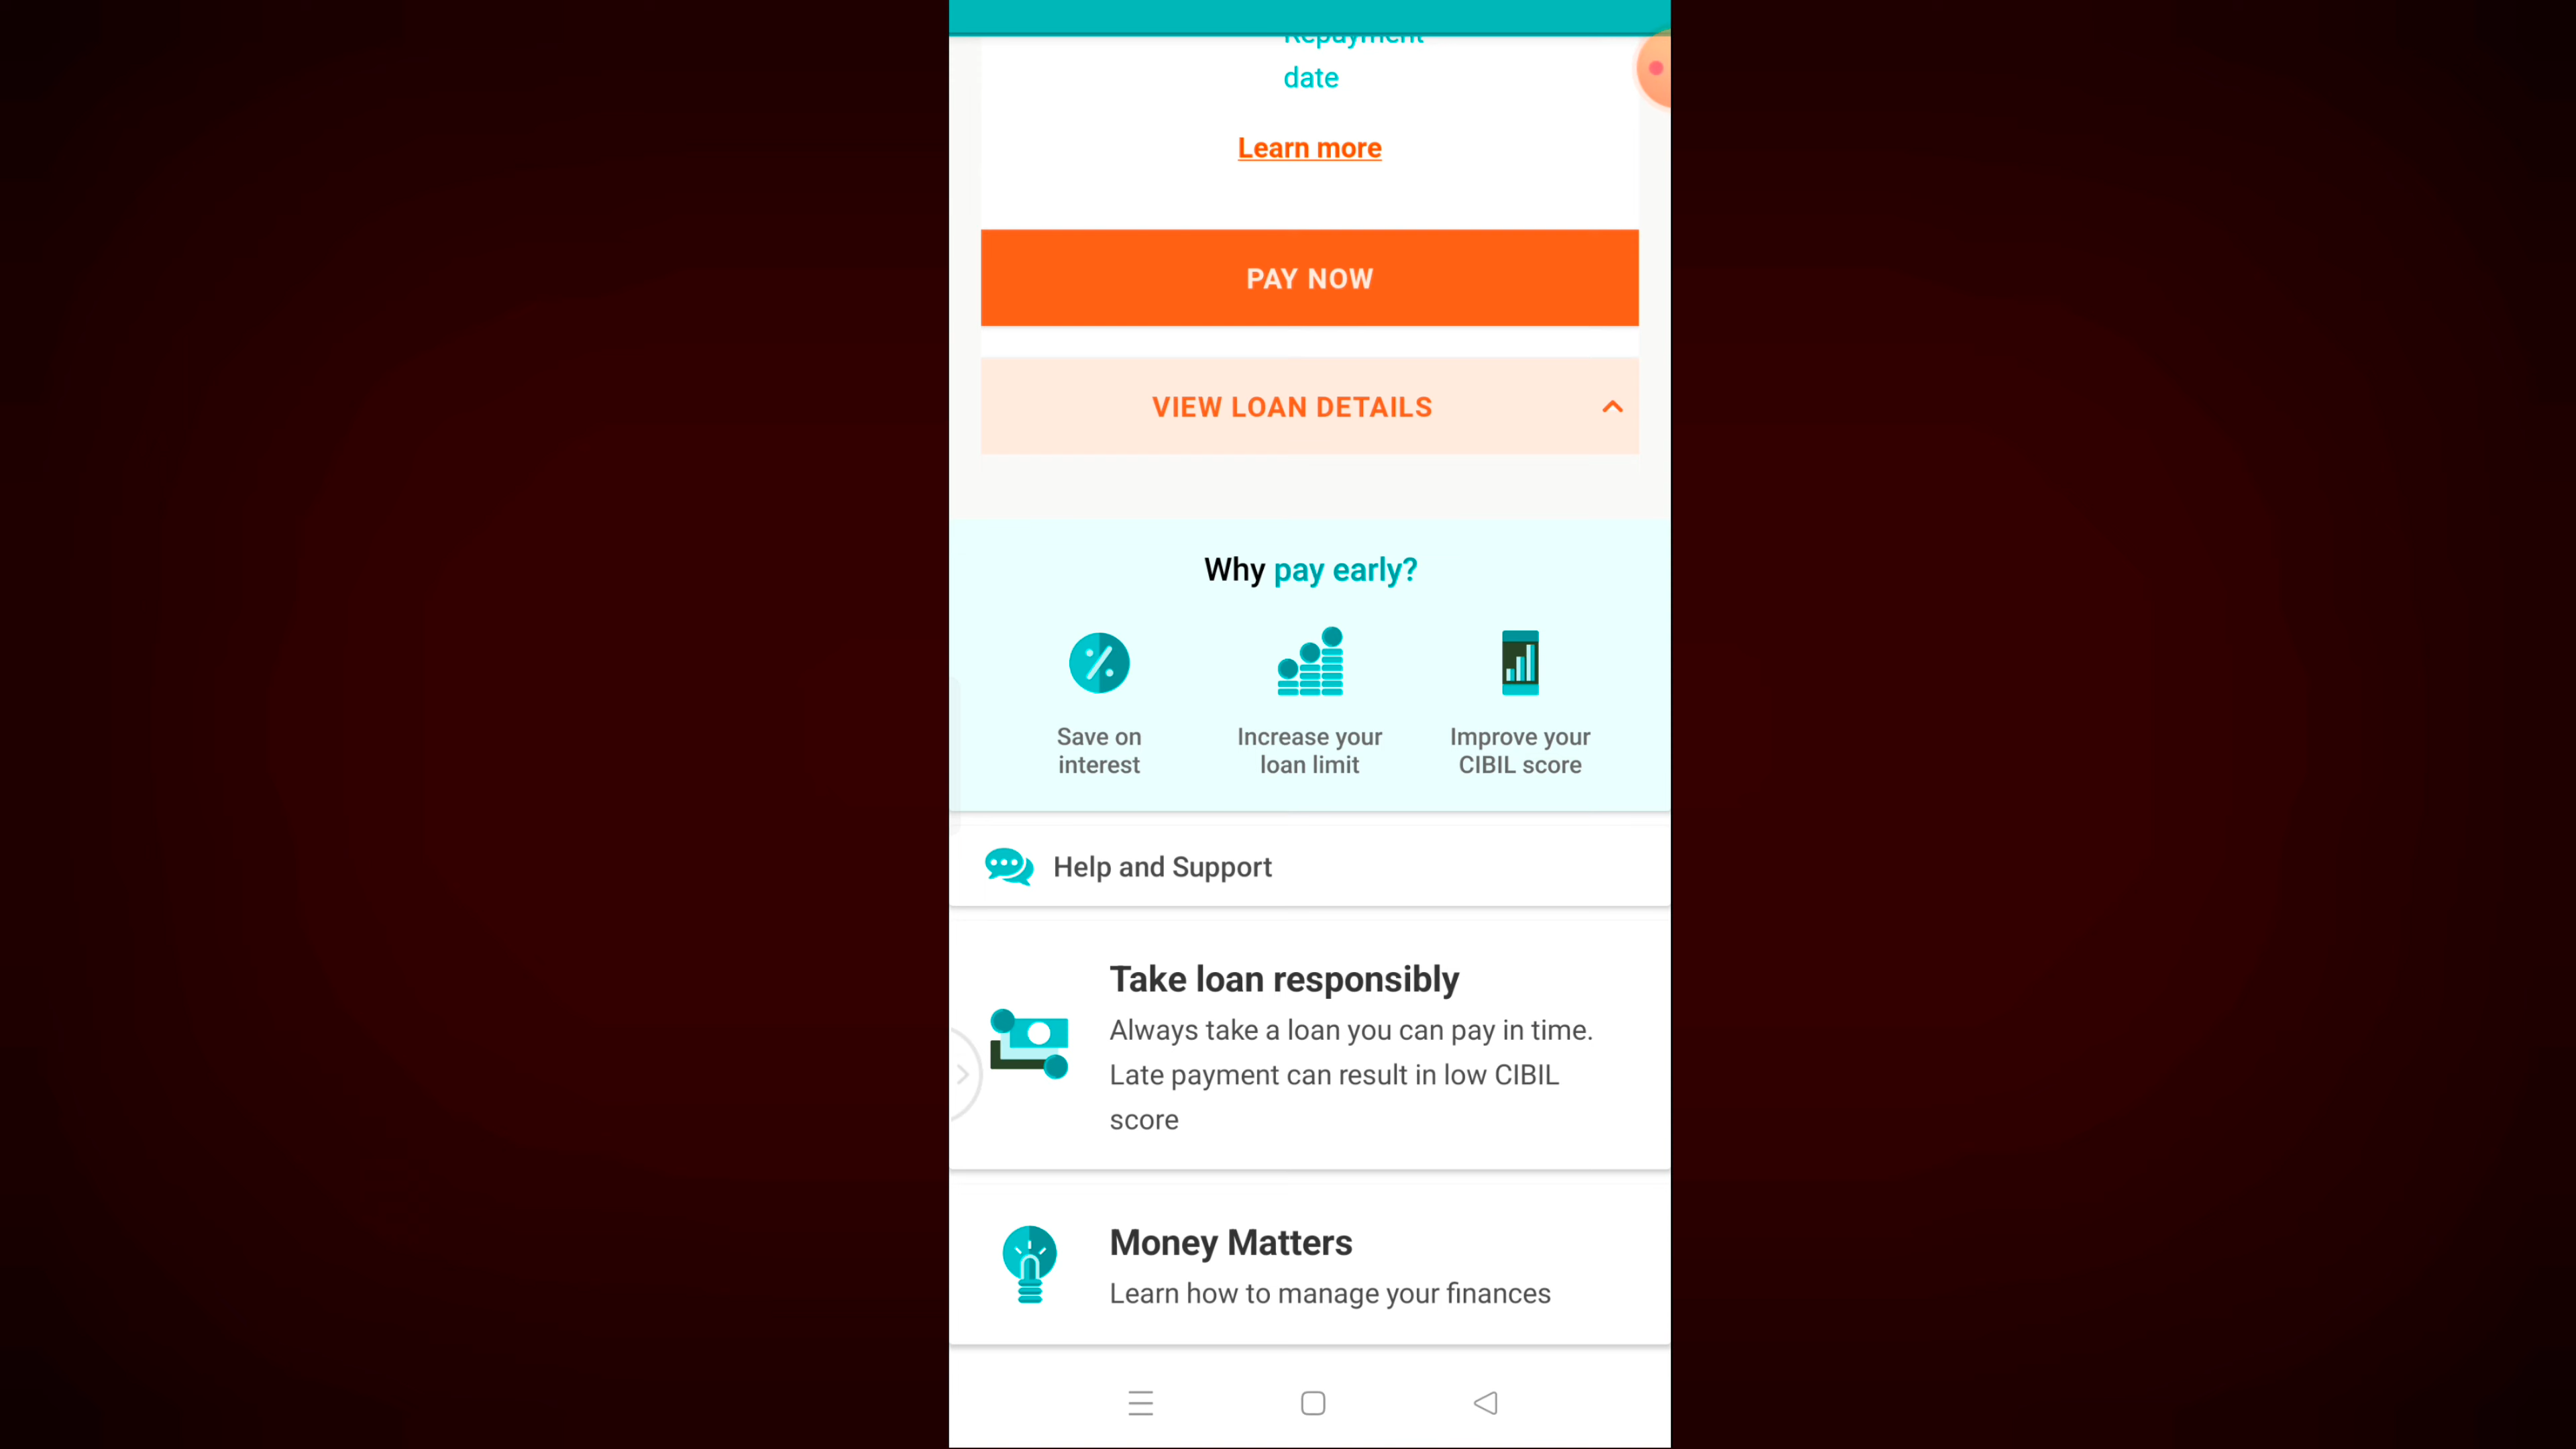 Repayment
date
Learn more
PAY NOW
VIEW LOAN DETAILS
Why pay early?
Save on
interest
Increase your
loan limit
Improve your
CIBIL score
Help and Support
Take loan responsibly
Always take a loan you can pay in time.
Late payment can result in low CIBIL
score
Money Matters
Learn how to manage your finances